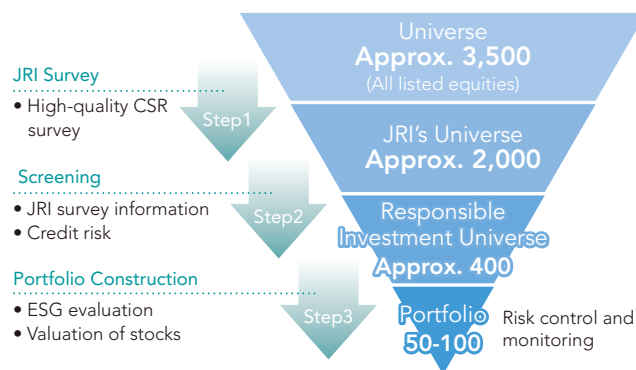 Universe
Approx. 3,500
(All listed equities)
JRI Survey
• High-quality CSR
survey
Step1
JRI's Universe
Approx. 2,000
Screening
• JRI survey information
• Credit risk
Step2
Responsible
Investment Universe
Approx. 400
Portfolio Construction
• ESG evaluation
• Valuation of stocks
Step3
Portfolio
50-100
Risk control and
monitoring